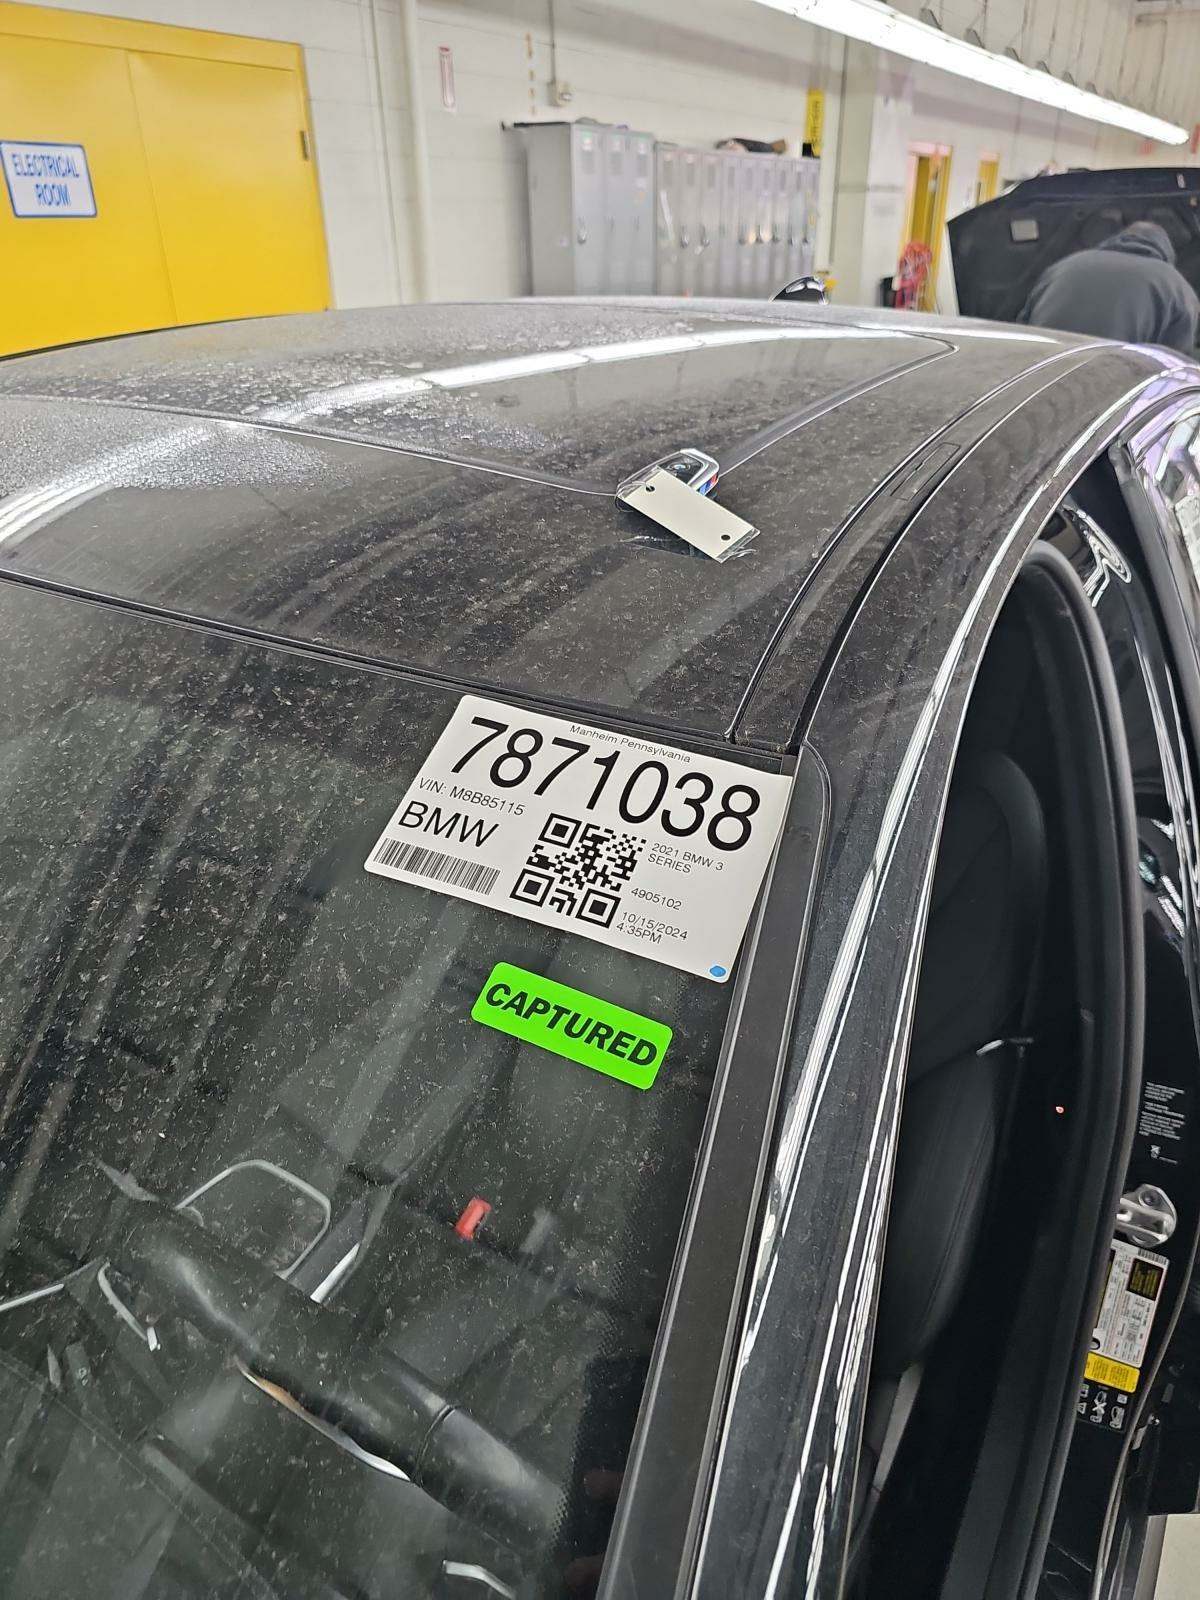 ELECTRICAL
ROOM
Manheim Pennsylvania
7871038
VIN: M8B85115
BMW
2021 BMW 3
SERIES
4905102
10/15/2024
4:35PM
CAPTURED